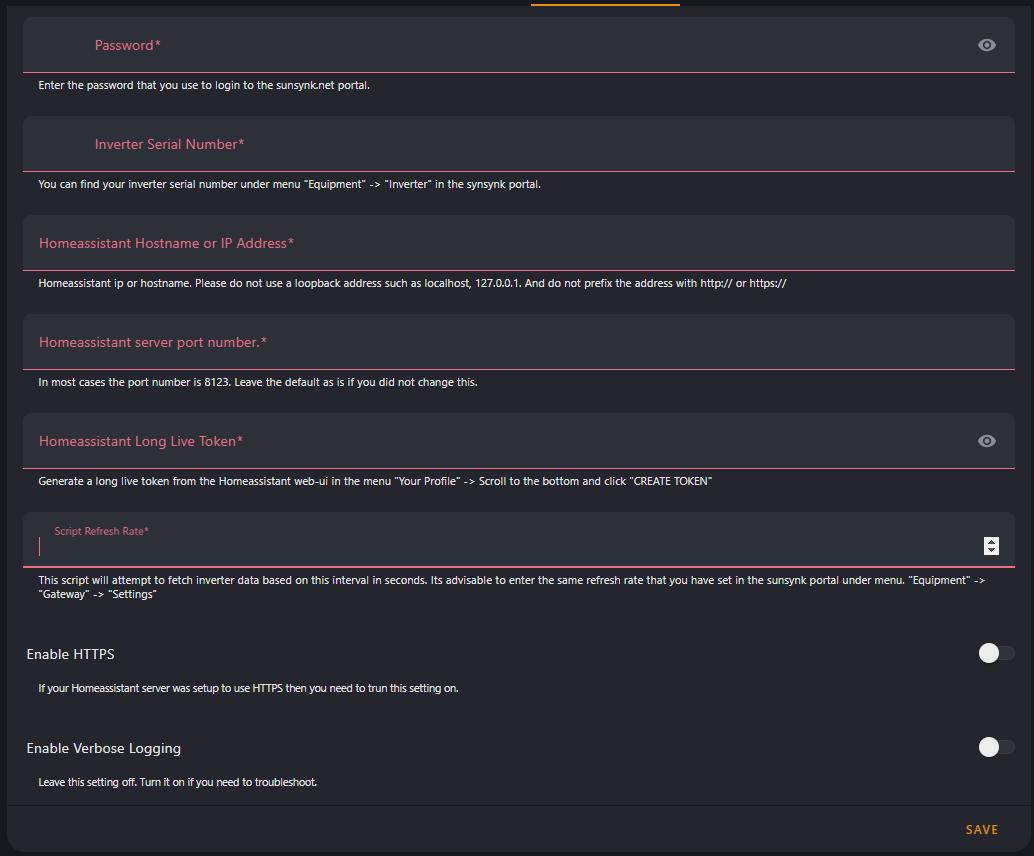 Password*
Enter the password that you use to login to the sunsynk.net portal.
Inverter Serial Number*
You can find your inverter serial number under menu "Equipment" -> "Inverter" in the synsynk portal.
Homeassistant Hostname or IP Address*
Homeassistant ip or hostname. Please do not use a loopback address such as localhost, 127.0.0.1. And do not prefix the address with http:// or https://
Homeassistant server port number.*
In most cases the port number is 8123. Leave the default as is if you did not change this.
Homeassistant Long Live Token*
Generate a long live token from the Homeassistant web-ui in the menu "Your Profile" -> Scroll to the bottom and click "CREATE TOKEN"
Script Refresh Rate*
This script will attempt to fetch inverter data based on this interval in seconds. Its advisable to enter the same refresh rate that you have set in the sunsynk portal under menu. "Equipment" ->
"Gateway" -> "Settings"
Enable HTTPS
If your Homeassistant server was setup to use HTTPS then you need to trun this setting on.
Enable Verbose Logging
Leave this setting off. Turn it on if you need to troubleshoot.
SAVE